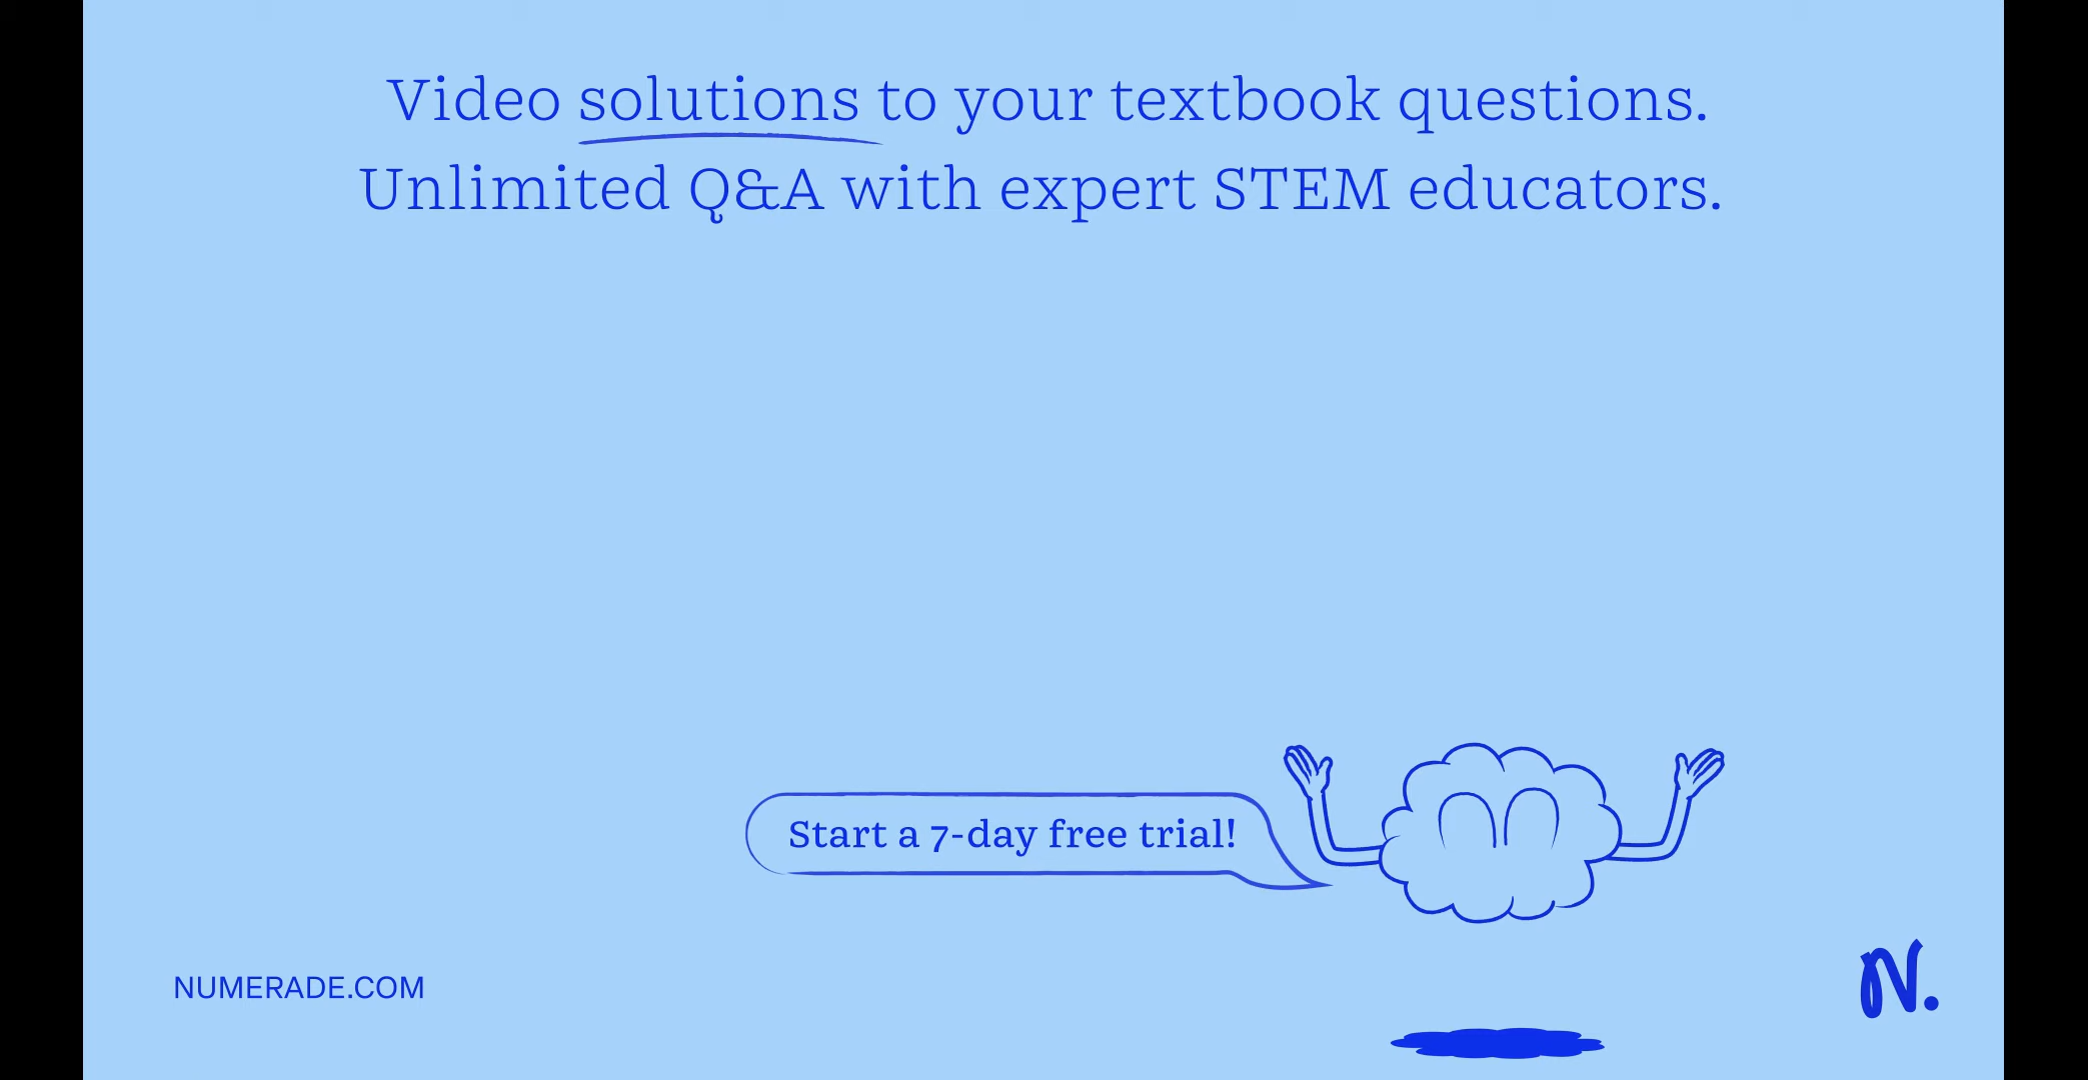 Video solutions to your textbook questions.
Unlimited Q&A with expert STEM educators.
Start a 7-day free trial!
NUMERADE.COM
N.